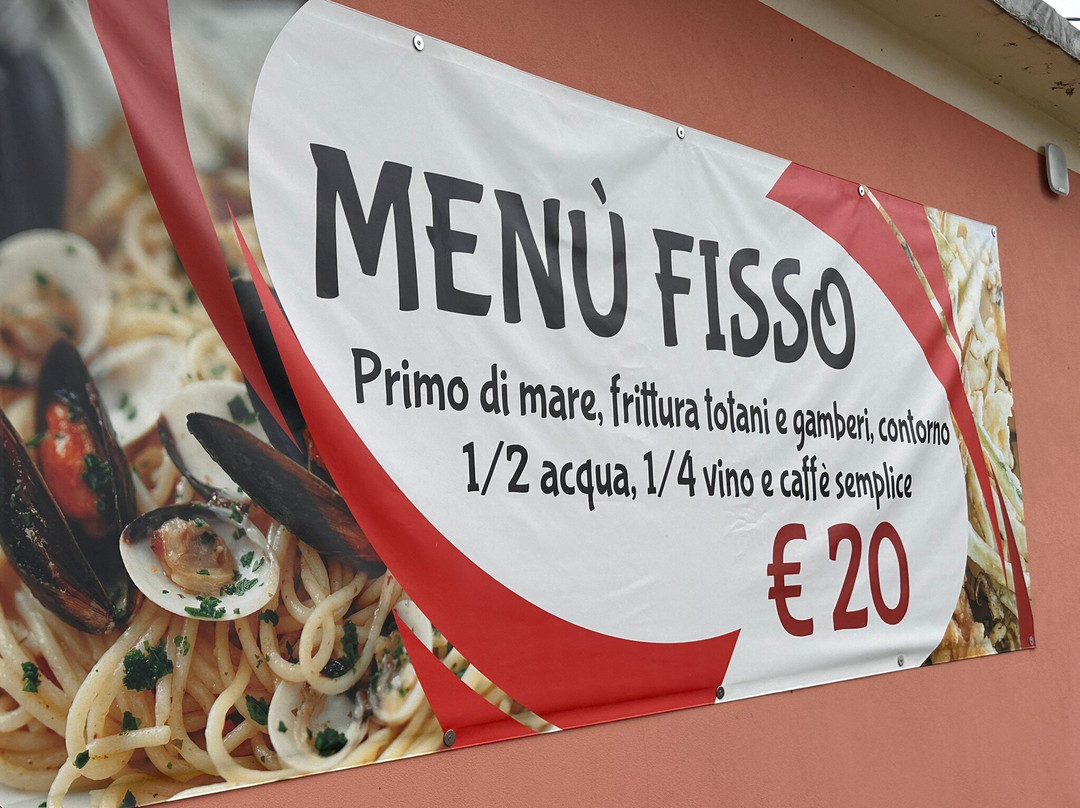 MENÙ FISSO
Primo di mare, frittura totani e gamberi, contorno
1/2 acqua, 1/4 vino e caffè semplice
€ 20